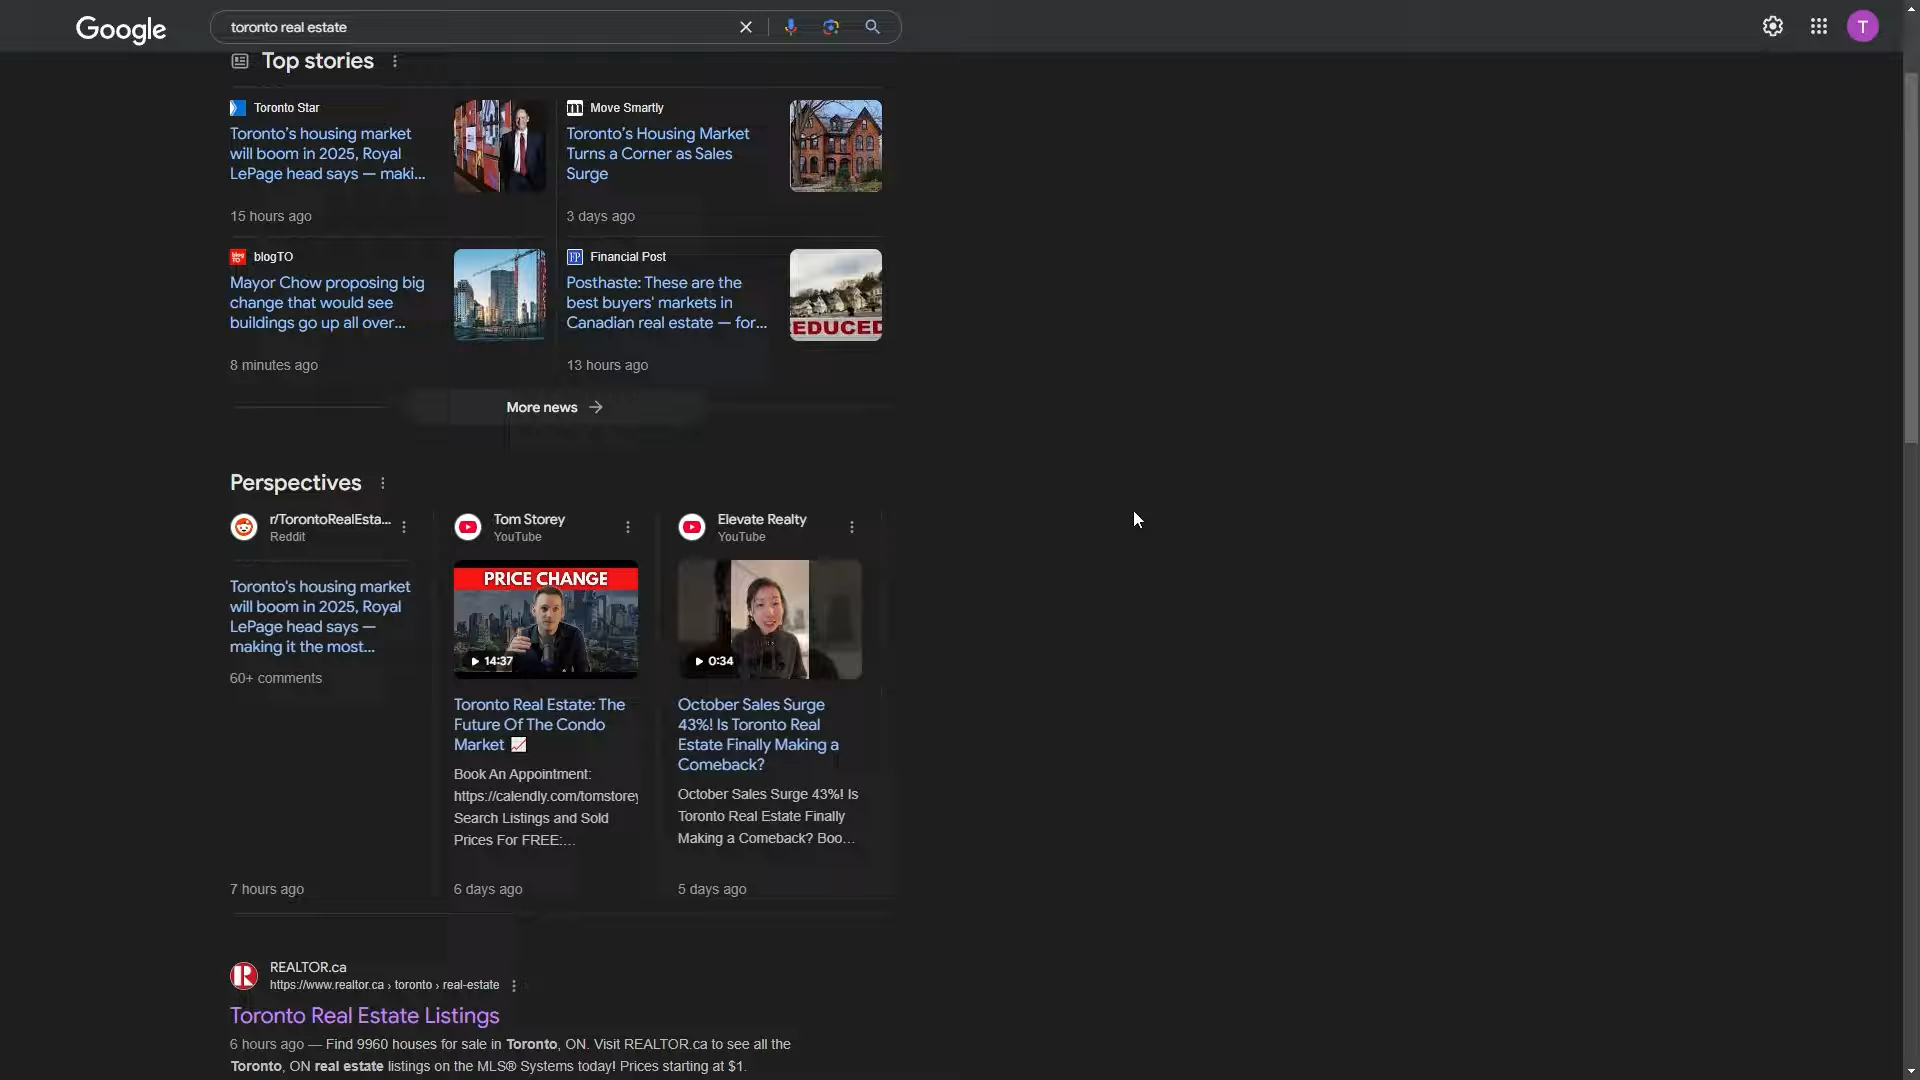 Google
toronto real estate
T
Top stories
Toronto Star
Toronto’s housing market
will boom in 2025, Royal
LePage head says — maki...
15 hours ago
Move Smartly
Toronto’s Housing Market
Turns a Corner as Sales
Surge
3 days ago
blogTO
Mayor Chow proposing big
change that would see
buildings go up all over...
8 minutes ago
FP
Financial Post
Posthaste: These are the
best buyers' markets in
Canadian real estate — for...
EDUCED
13 hours ago
More news
Perspectives
r/TorontoRealEsta...
Reddit
Toronto's housing market
will boom in 2025, Royal
LePage head says —
making it the most...
60+ comments
7 hours ago
Tom Storey
YouTube
PRICE CHANGE
14:37
Toronto Real Estate: The
Future Of The Condo
Market 📈
Book An Appointment:
https://calendly.com/tomstorey
Search Listings and Sold
Prices For FREE:...
6 days ago
Elevate Realty
YouTube
0:34
October Sales Surge
43%! Is Toronto Real
Estate Finally Making a
Comeback?
October Sales Surge 43%! Is
Toronto Real Estate Finally
Making a Comeback? Boo...
5 days ago
REALTOR.ca
https://www.realtor.ca › toronto › real-estate
Toronto Real Estate Listings
6 hours ago — Find 9960 houses for sale in Toronto, ON. Visit REALTOR.ca to see all the
Toronto, ON real estate listings on the MLS® Systems today! Prices starting at $1.